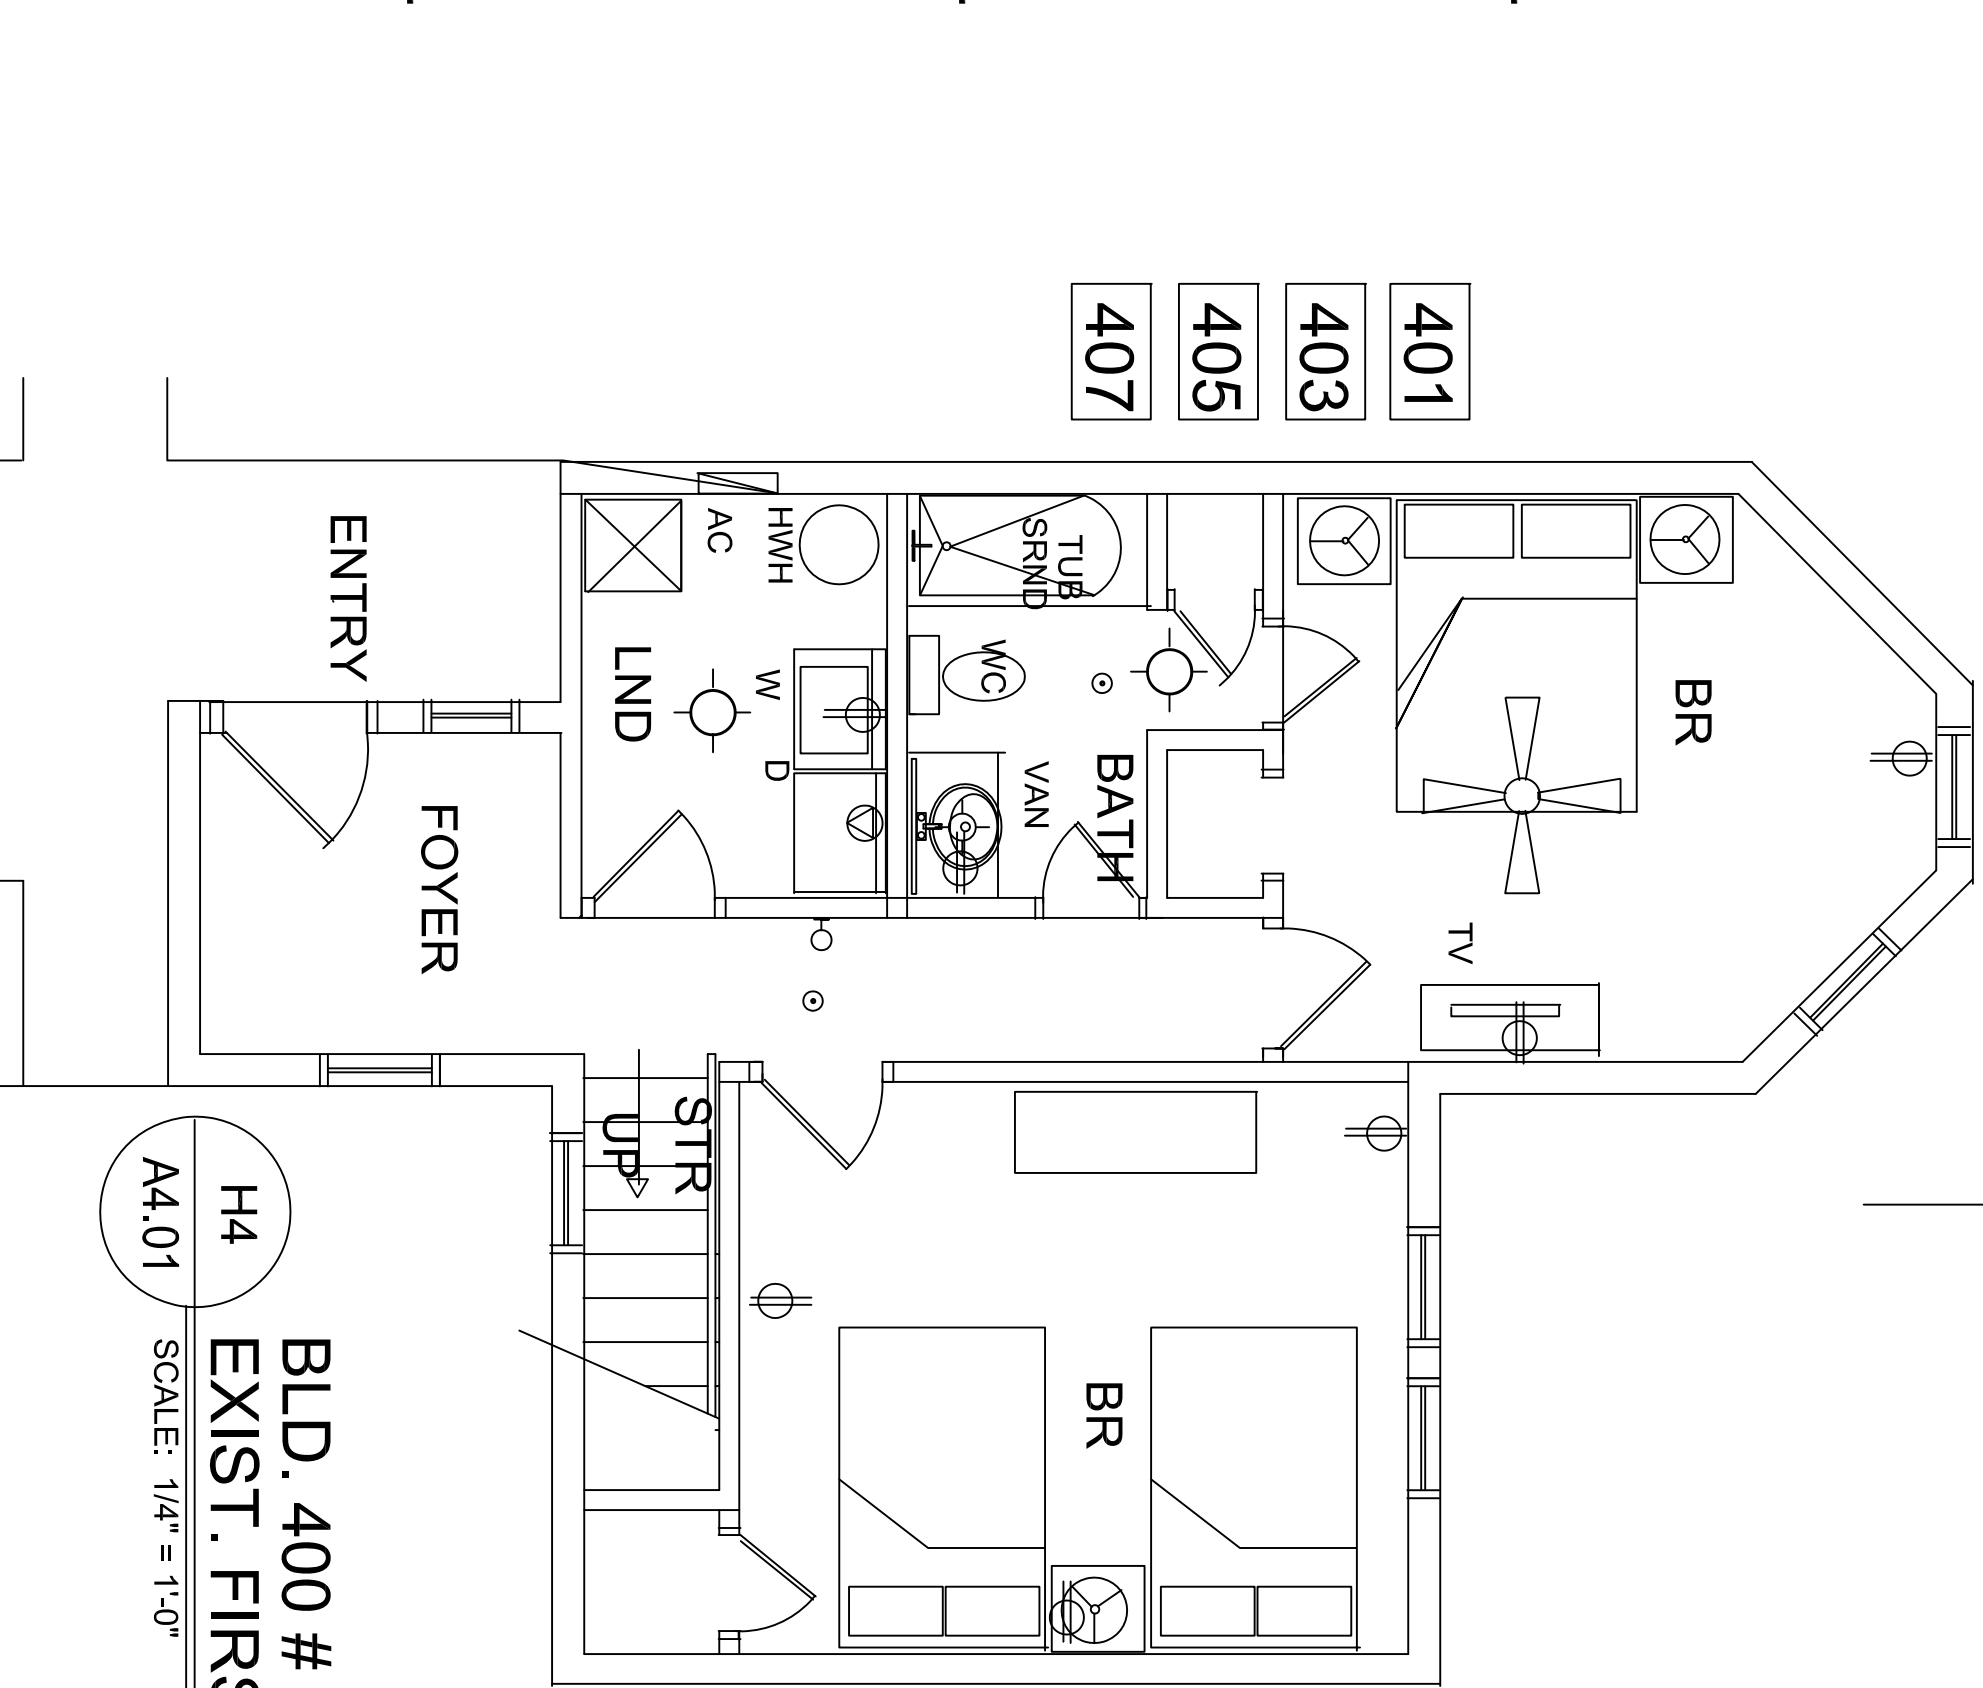 401
403
405
407
BR
TUB
SRND
HWH
AC
WC
BATH
VAN
LND
W
D
ENTRY
FOYER
TV
STR
UP
BR
H4
A4.01
BLD. 400 #
EXIST. FIRS
SCALE: 1/4" = 1'-0"